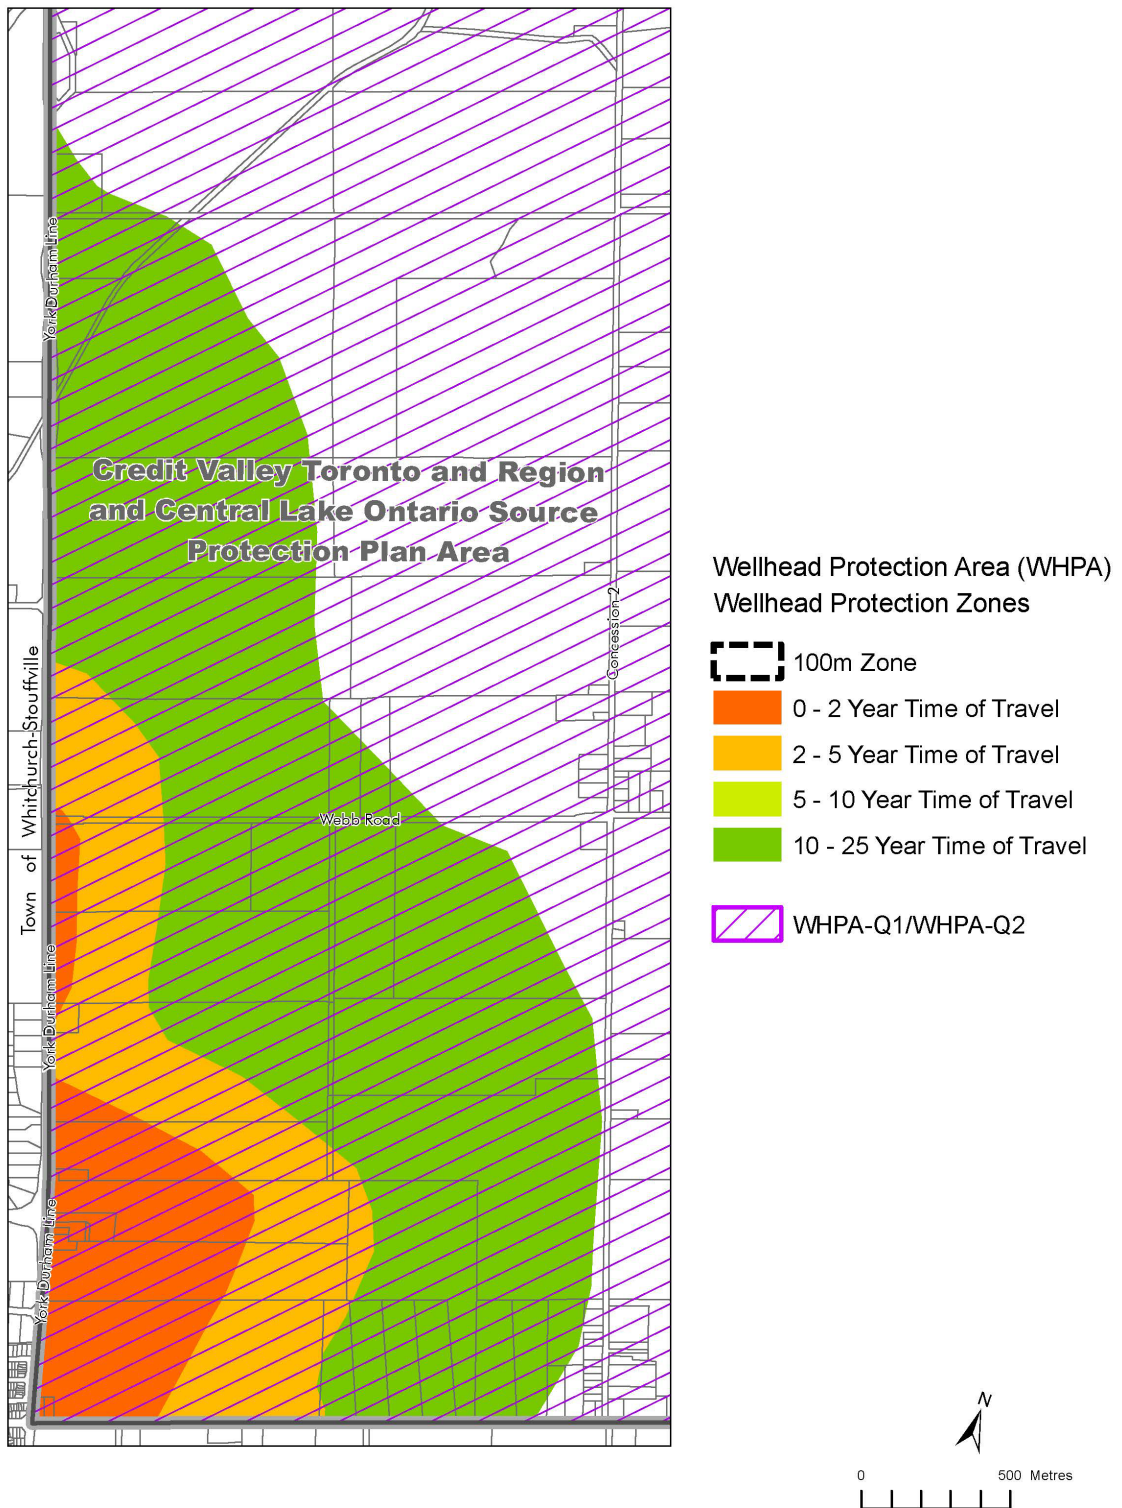 York Durham Line
Credit Valley Toronto and Region
and Central Lake Ontario Source
Protection Plan Area
Concession 2
Town of Whitchurch-Stouffville
Webb Road
York Durham Line
York Durham Line
Wellhead Protection Area (WHPA)
Wellhead Protection Zones
100m Zone
0 - 2 Year Time of Travel
2 - 5 Year Time of Travel
5 - 10 Year Time of Travel
10 - 25 Year Time of Travel
WHPA-Q1/WHPA-Q2
N
0 500 Metres